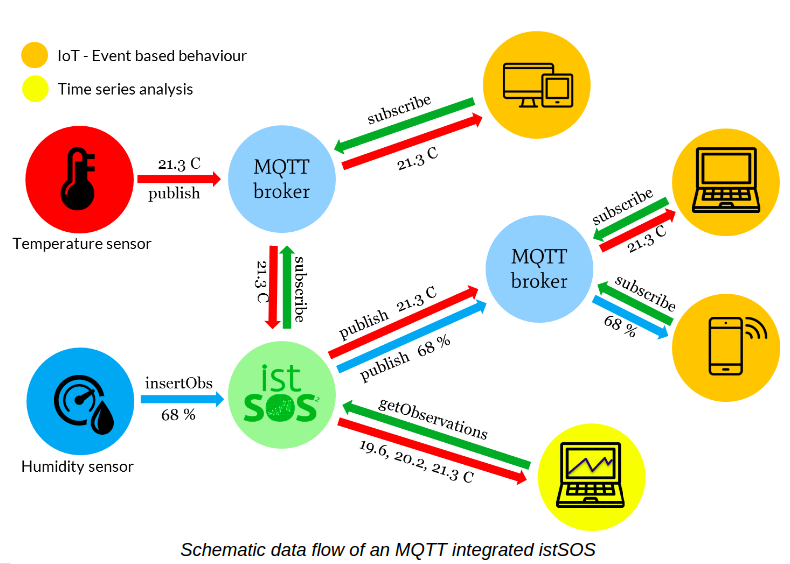 IoT - Event based behaviour
Time series analysis
subscribe
21.3 C
21.3 C
publish
MQTT
broker
Temperature sensor
subscribe
21.3 C
21.3 C
subscribe
MQTT
broker
publish 21.3 C
publish 68 %
subscribe
68 %
insertObs
68 %
ist
SOS²
getObservations
19.6, 20.2, 21.3 C
Humidity sensor
Schematic data flow of an MQTT integrated istSOS